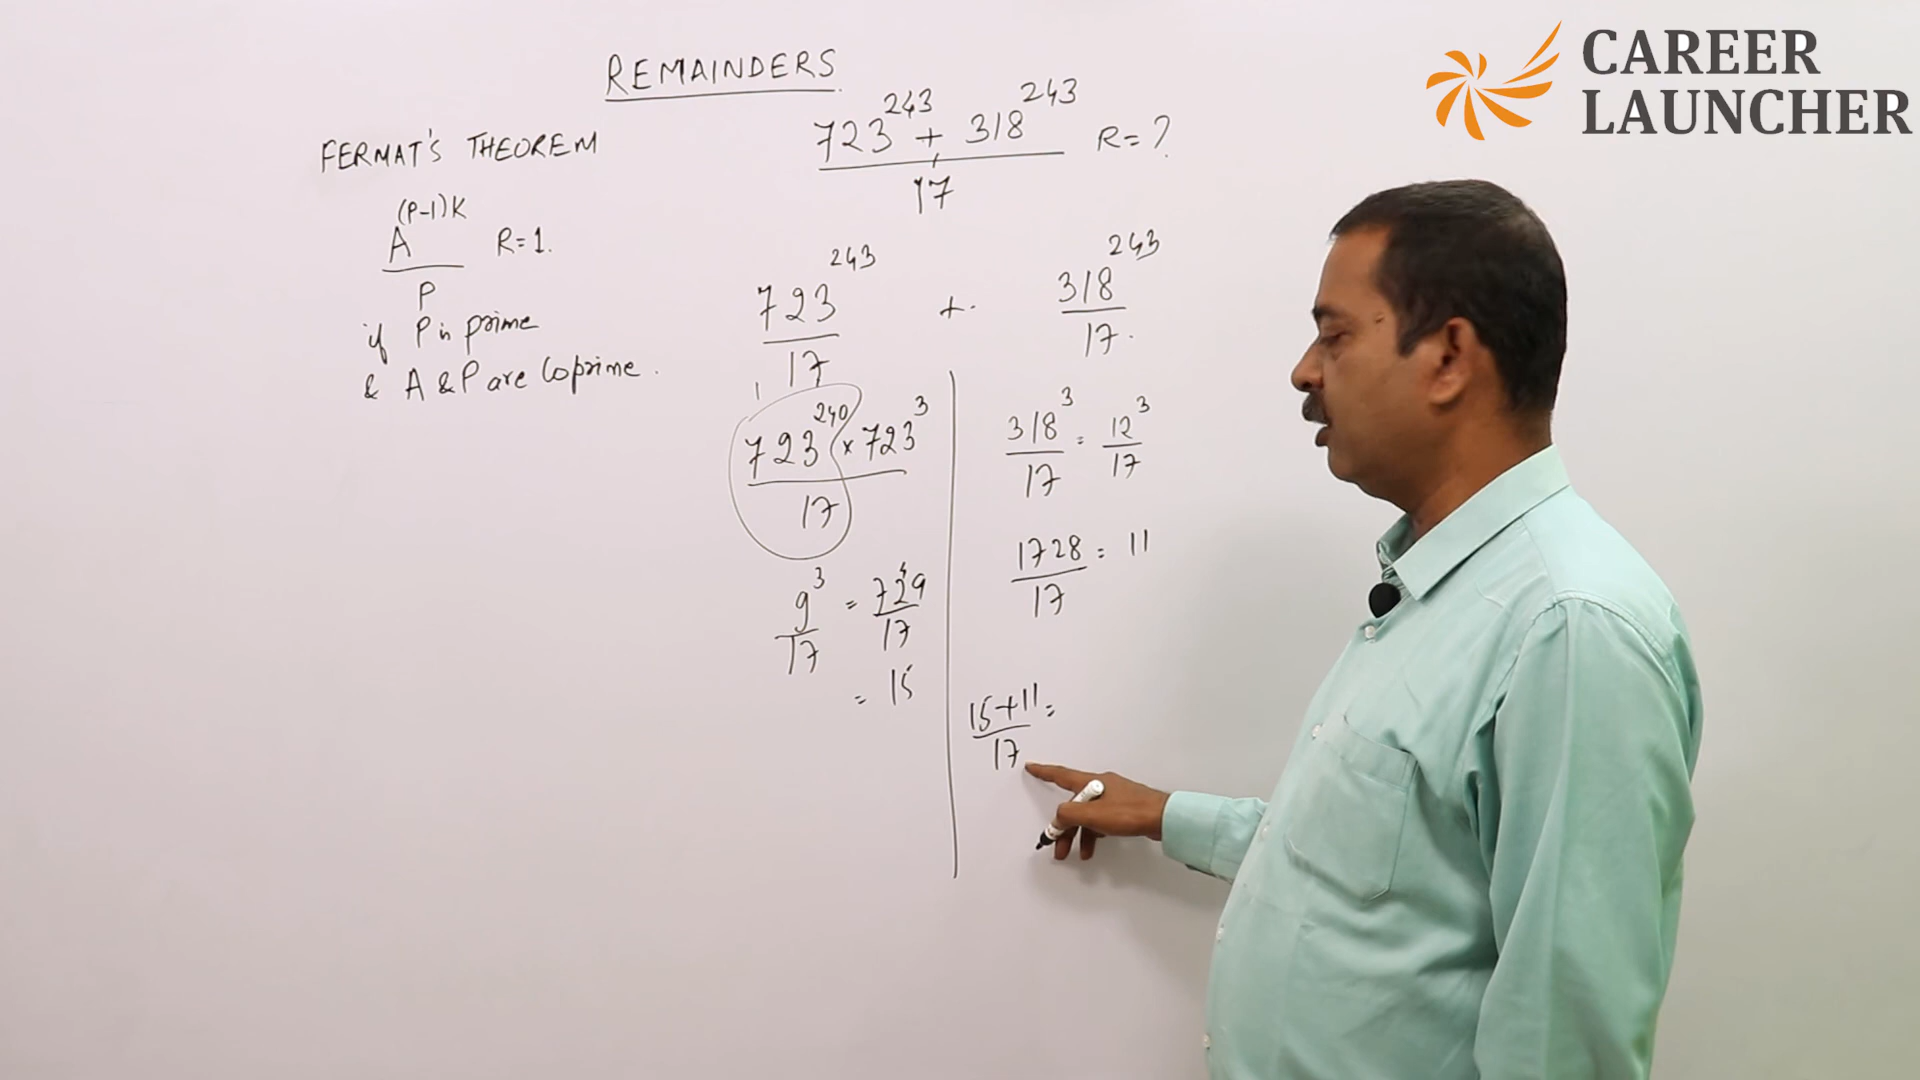 REMAINDERS
CAREER
LAUNCHER
FERMAT'S THEOREM
A^(P-1)K / P R=1.
if P is prime
& A & P are Coprime.
723^243 + 318^243 / 17 R=?
723^243 / 17 + 318^243 / 17.
1
723^240 × 723^3 / 17
9^3 / 17 = 729 / 17
= 15
318^3 / 17 = 12^3 / 17
1728 / 17 = 11
15+11 / 17 =